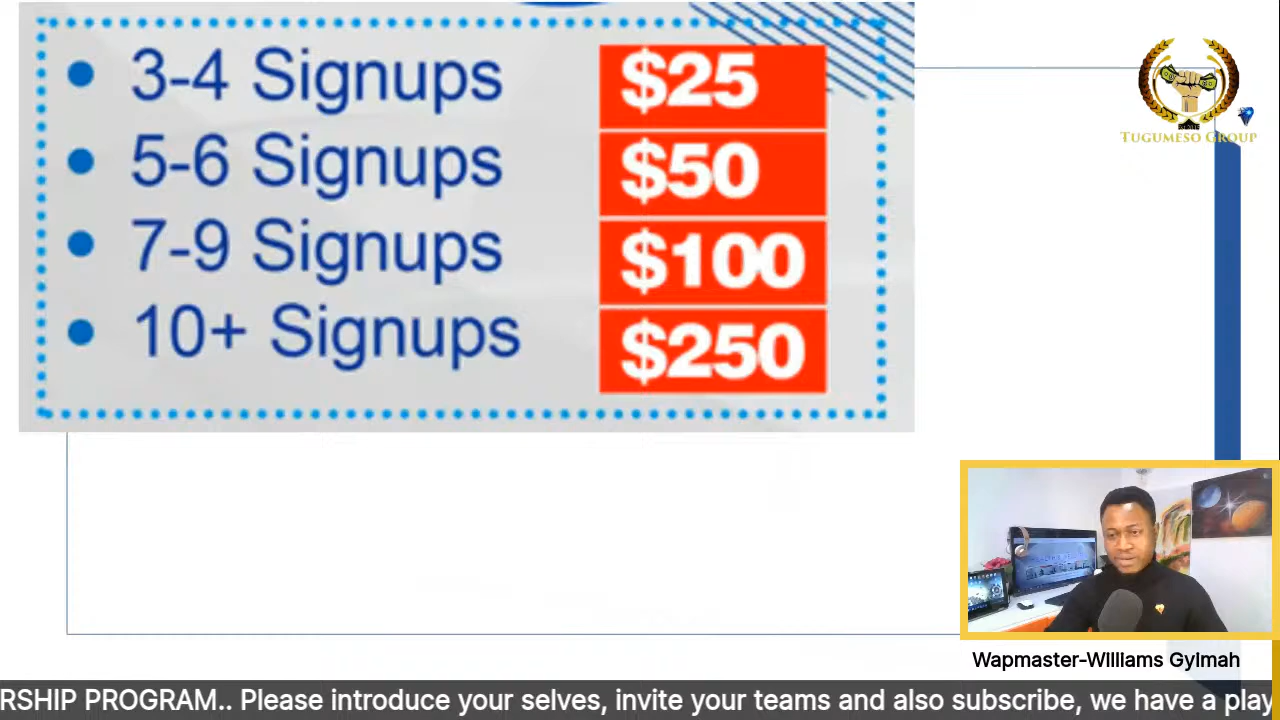 3-4 Signups $25
5-6 Signups $50
7-9 Signups $100
10+ Signups $250
TUGUMESO GROUP
Wapmaster-Williams Gyimah
RSHIP PROGRAM.. Please introduce your selves, invite your teams and also subscribe, we have a play